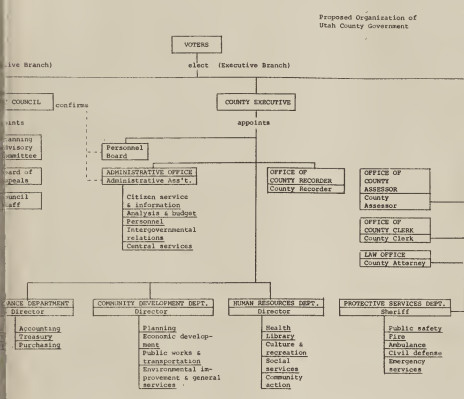 Proposed Organization of
Utah County Government
VOTERS
ive Branch)
elect (Executive Branch)
COUNCIL
confirms
COUNTY EXECUTIVE
oints
appoints
anning
dvisory
ommittee
Personnel
Board
oard of
ppeals
ADMINISTRATIVE OFFICE
Administrative Ass't.
OFFICE OF
COUNTY RECORDER
County Recorder
OFFICE OF
COUNTY
ASSESSOR
County
Assessor
ouncil
aff
Citizen service
& information
Analysis & budget
Personnel
Intergovernmental
relations
Central services
OFFICE OF
COUNTY CLERK
County Clerk
LAW OFFICE
County Attorney
ANCE DEPARTMENT
Director
Accounting
Treasury
Purchasing
COMMUNITY DEVELOPMENT DEPT.
Director
Planning
Economic develop-
ment
Public works &
transportation
Environmental im-
provement & general
services
HUMAN RESOURCES DEPT.
Director
Health
Library
Culture &
recreation
Social
services
Community
action
PROTECTIVE SERVICES DEPT.
Sheriff
Public safety
Fire
Ambulance
Civil defense
Emergency
services